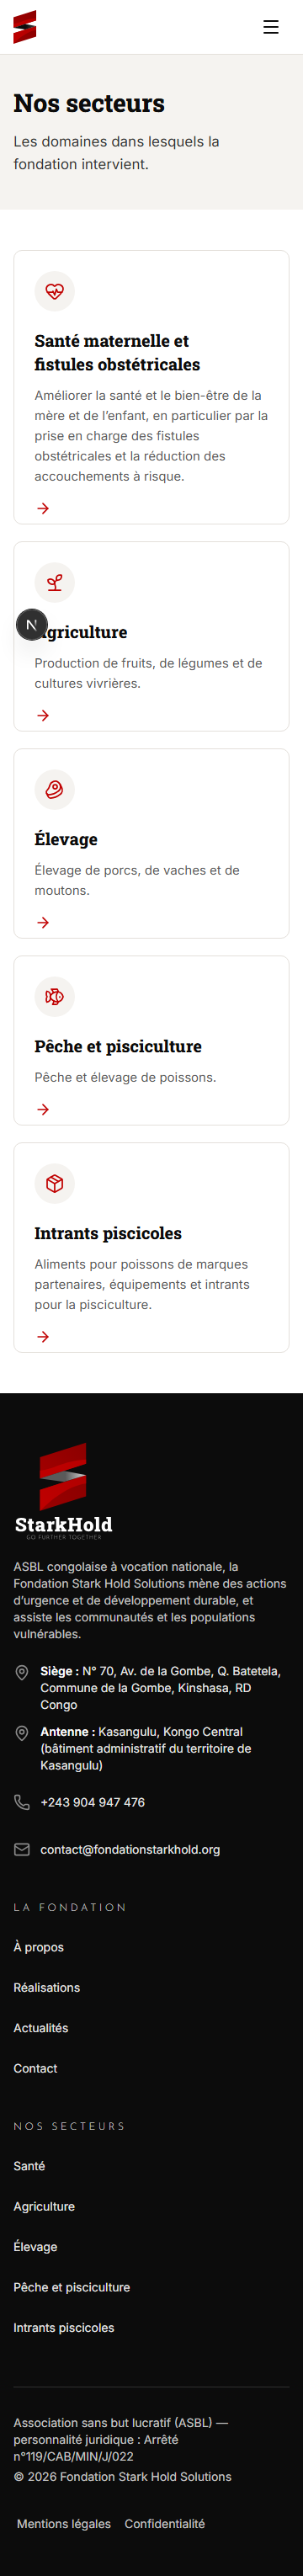 Nos secteurs
Les domaines dans lesquels la
fondation intervient.
Santé maternelle et
fistules obstétricales
Améliorer la santé et le bien-être de la
mère et de l’enfant, en particulier par la
prise en charge des fistules
obstétricales et la réduction des
accouchements à risque.
N
griculture
Production de fruits, de légumes et de
cultures vivrières.
Élevage
Élevage de porcs, de vaches et de
moutons.
Pêche et pisciculture
Pêche et élevage de poissons.
Intrants piscicoles
Aliments pour poissons de marques
partenaires, équipements et intrants
pour la pisciculture.
StarkHold
GO FURTHER TOGETHER
ASBL congolaise à vocation nationale, la
Fondation Stark Hold Solutions mène des actions
d’urgence et de développement durable, et
assiste les communautés et les populations
vulnérables.
Siège : N° 70, Av. de la Gombe, Q. Batetela,
Commune de la Gombe, Kinshasa, RD
Congo
Antenne : Kasangulu, Kongo Central
(bâtiment administratif du territoire de
Kasangulu)
+243 904 947 476
contact@fondationstarkhold.org
LA FONDATION
À propos
Réalisations
Actualités
Contact
NOS SECTEURS
Santé
Agriculture
Élevage
Pêche et pisciculture
Intrants piscicoles
Association sans but lucratif (ASBL) —
personnalité juridique : Arrêté
n°119/CAB/MIN/J/022
© 2026 Fondation Stark Hold Solutions
Mentions légales Confidentialité